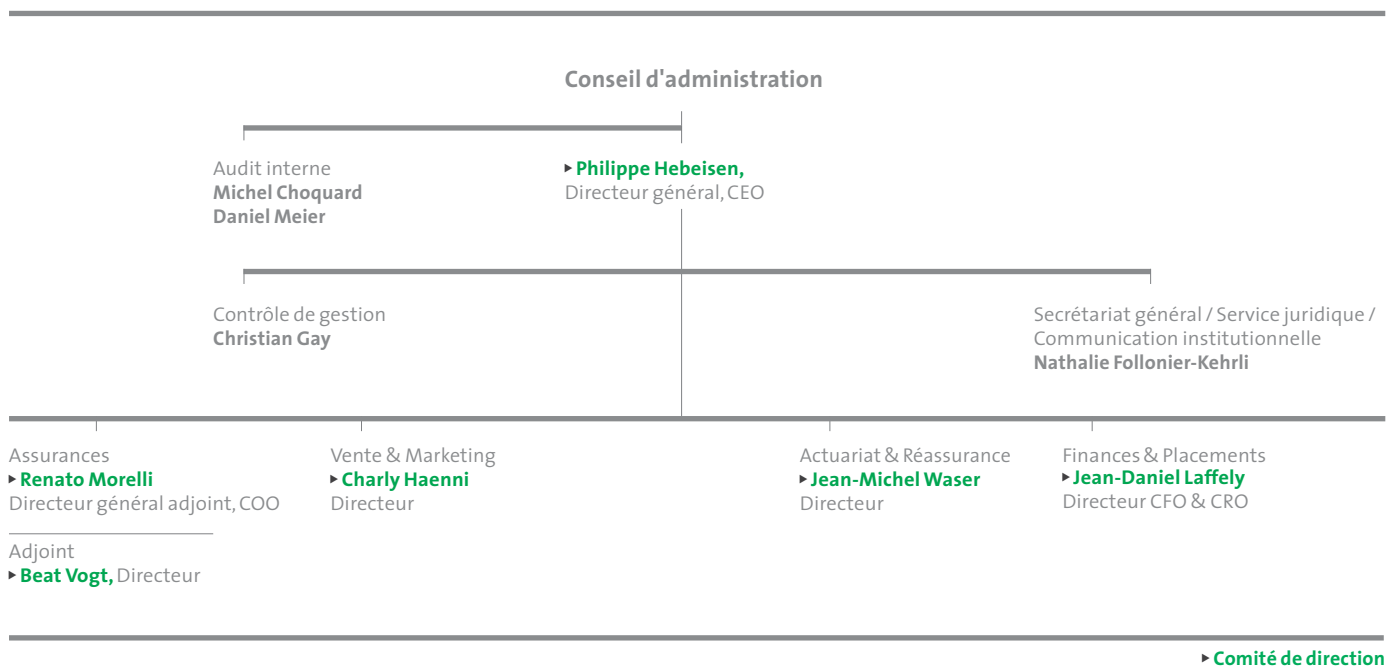 Conseil d'administration
Audit interne
Michel Choquard
Daniel Meier
▸ Philippe Hebeisen,
Directeur général, CEO
Contrôle de gestion
Christian Gay
Secrétariat général / Service juridique /
Communication institutionnelle
Nathalie Follonier-Kehrli
Assurances
▸ Renato Morelli
Directeur général adjoint, COO
Adjoint
▸ Beat Vogt, Directeur
Vente & Marketing
▸ Charly Haenni
Directeur
Actuariat & Réassurance
▸ Jean-Michel Waser
Directeur
Finances & Placements
▸ Jean-Daniel Laffely
Directeur CFO & CRO
▸ Comité de direction